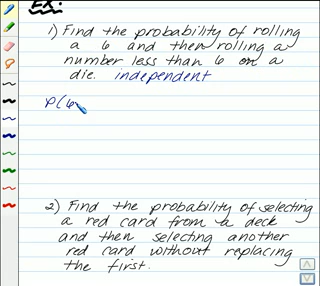 Ex:
1) Find the probability of rolling
a 6 and then rolling a
number less than 6 on a
die. independent
P(6
2) Find the probability of selecting
a red card from a deck
and then selecting another
red card without replacing
the first.